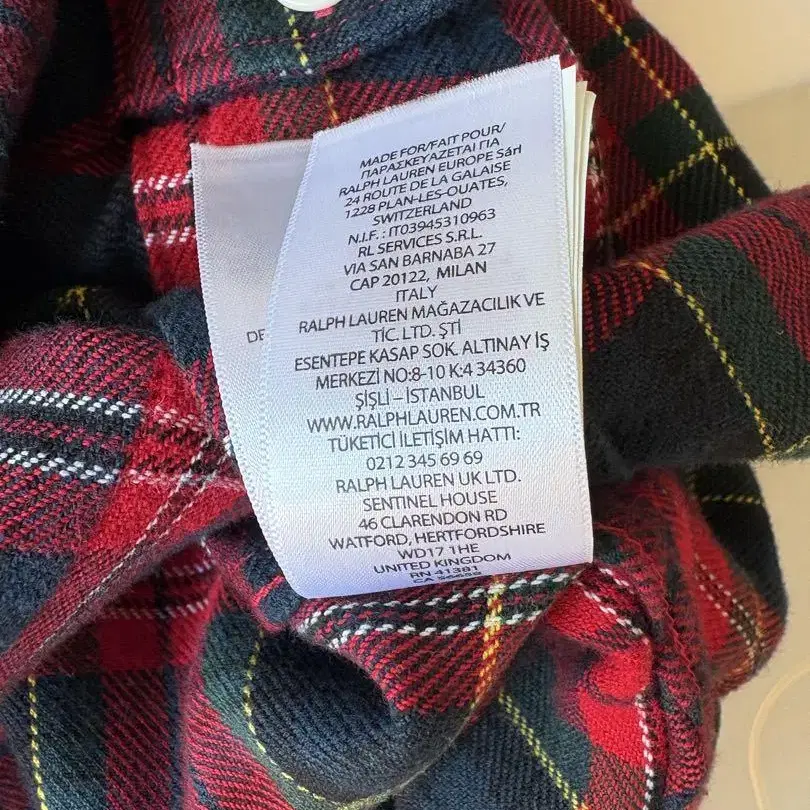 MADE FOR/FAIT POUR/
ΠΑΡΑΣΚΕΥΑΖΕΤΑΙ ΓΙΑ
RALPH LAUREN EUROPE Sárl
24 ROUTE DE LA GALAISE
1228 PLAN-LES-OUATES,
SWITZERLAND
N.I.F. : IT03945310963
RL SERVICES S.R.L.
VIA SAN BARNABA 27
CAP 20122, MILAN
ITALY
RALPH LAUREN MAĞAZACILIK VE
TİC. LTD. ŞTİ
ESENTEPE KASAP SOK. ALTINAY İŞ
MERKEZİ NO:8-10 K:4 34360
ŞİŞLİ – İSTANBUL
WWW.RALPHLAUREN.COM.TR
TÜKETİCİ İLETİŞİM HATTI:
0212 345 69 69
RALPH LAUREN UK LTD.
SENTINEL HOUSE
46 CLARENDON RD
WATFORD, HERTFORDSHIRE
WD17 1HE
UNITED KINGDOM
RN 41381
DE